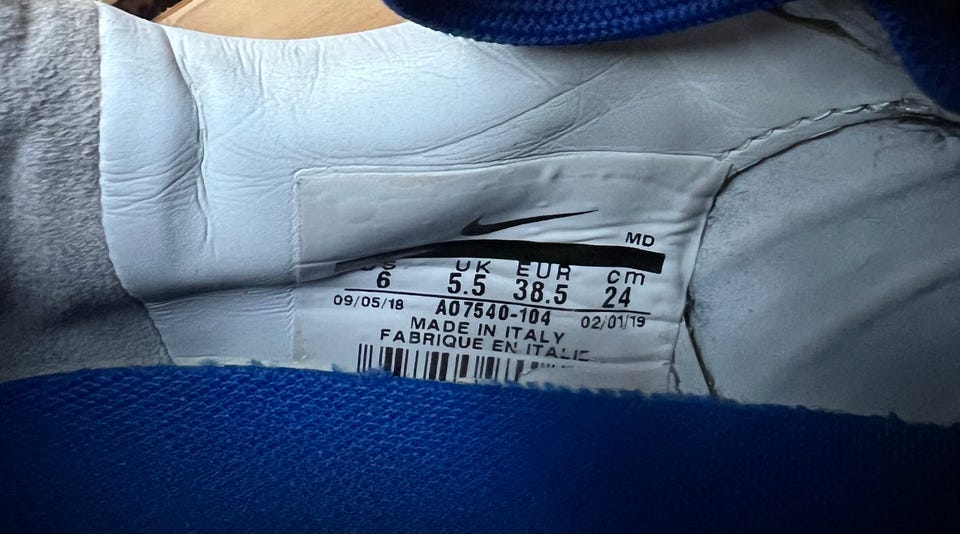 MD
US UK EUR cm
6 5.5 38.5 24
09/05/18 AO7540-104 02/01/19
MADE IN ITALY
FABRIQUE EN ITALIE